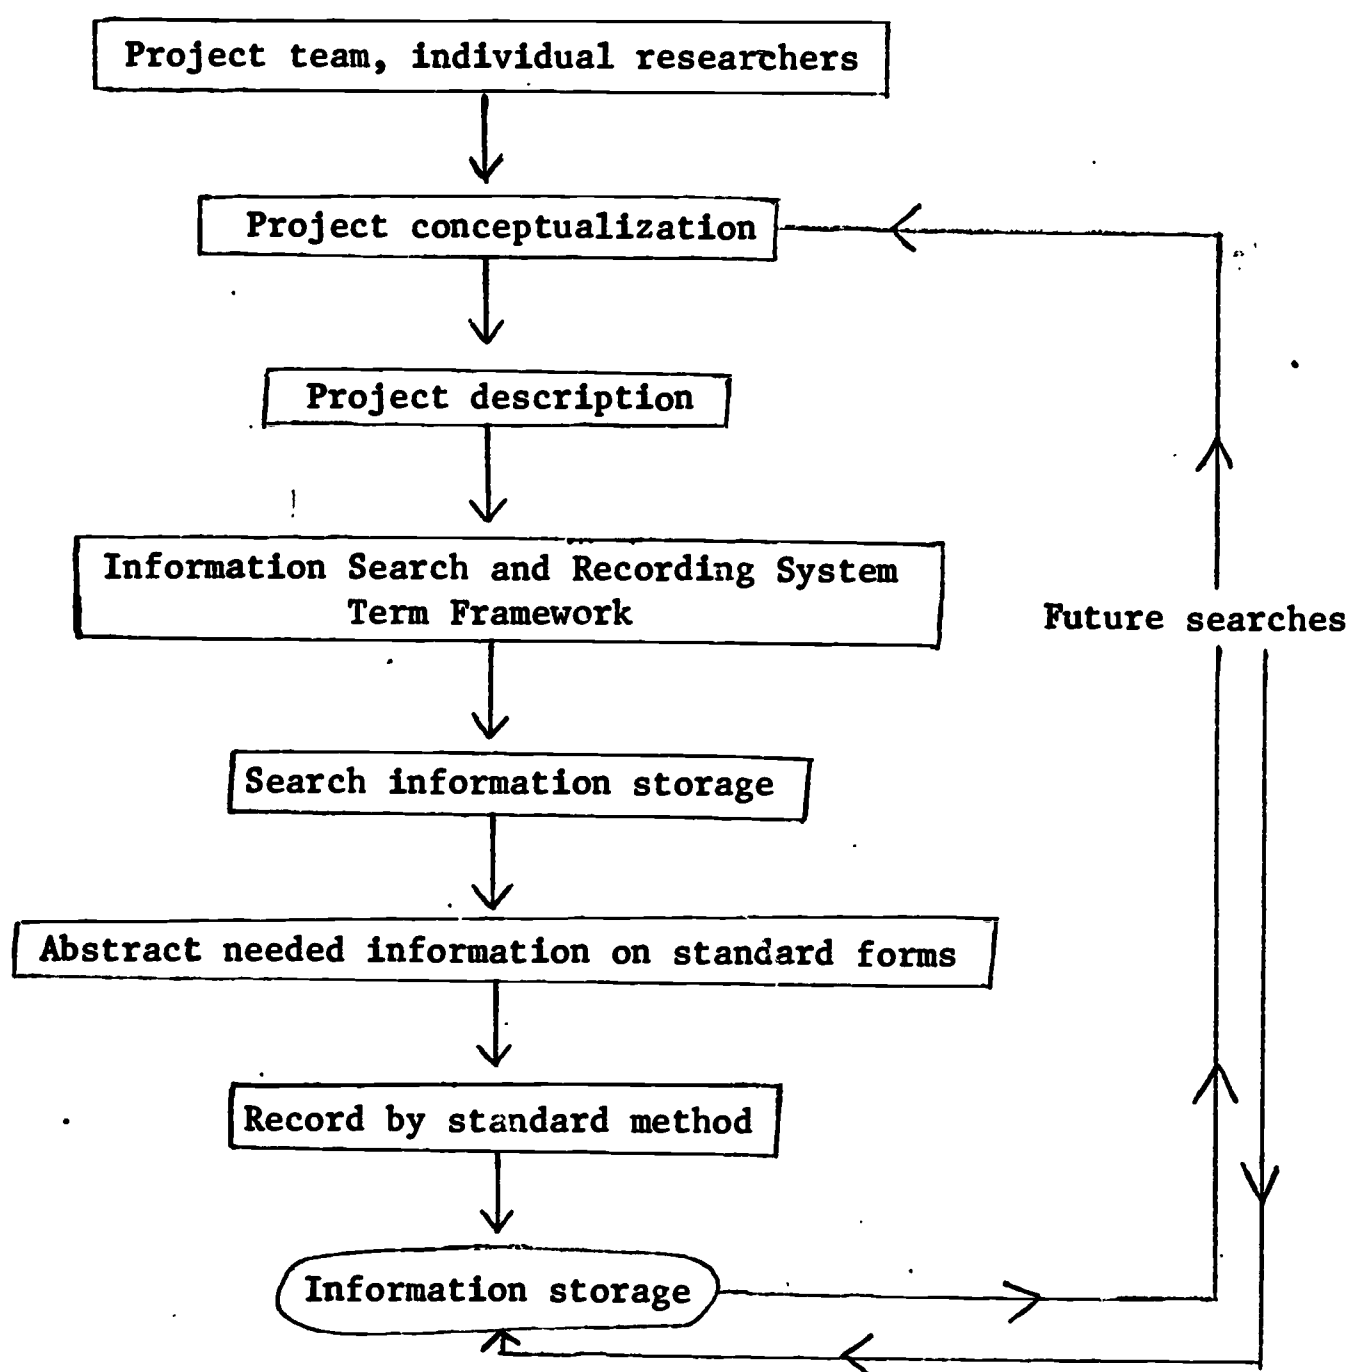 Project team, individual researchers
Project conceptualization
Project description
Information Search and Recording System
Term Framework
Future searches
Search information storage
Abstract needed information on standard forms
Record by standard method
Information storage